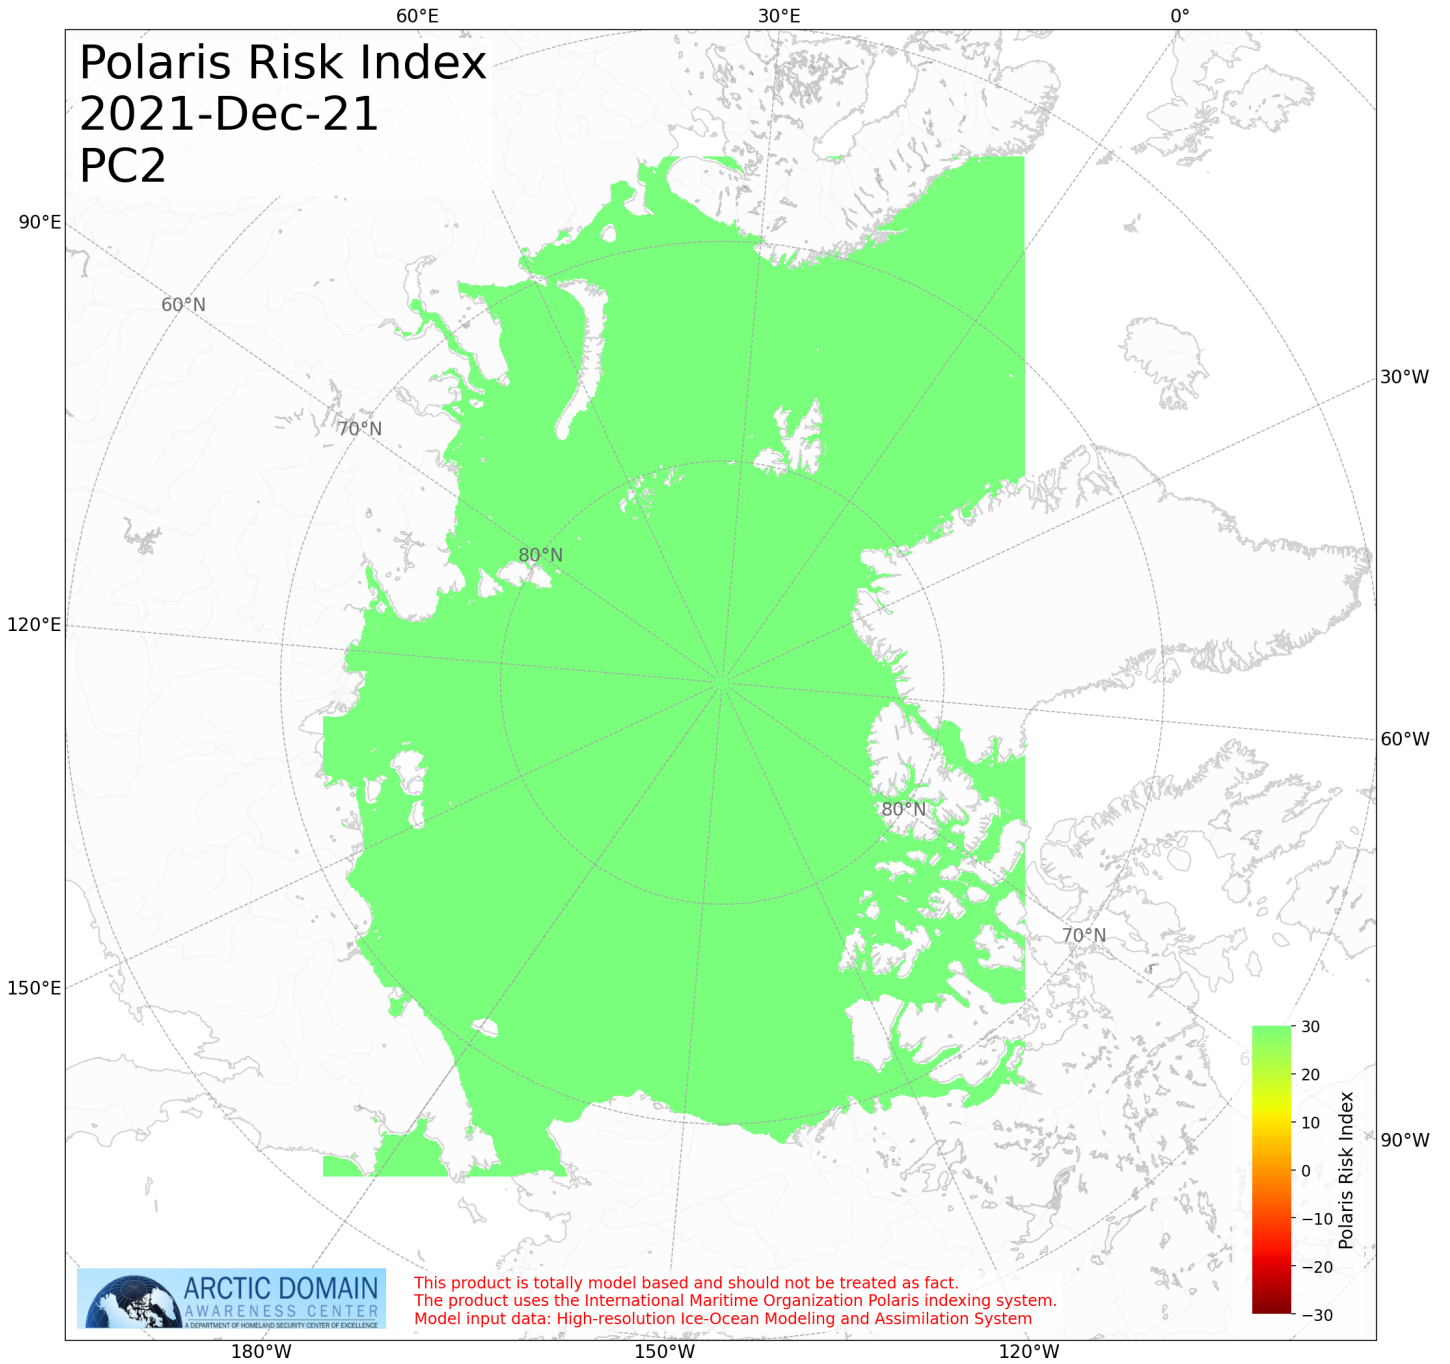 60°E 30°E 0°
Polaris Risk Index
2021-Dec-21
PC2
90°E
60°N
30°W
70°N
80°N
120°E
60°W
80°N
70°N
150°E
30
20
10
0
−10
−20
−30
Polaris Risk Index
90°W
ARCTIC DOMAIN
AWARENESS CENTER
A DEPARTMENT OF HOMELAND SECURITY CENTER OF EXCELLENCE
This product is totally model based and should not be treated as fact.
The product uses the International Maritime Organization Polaris indexing system.
Model input data: High-resolution Ice-Ocean Modeling and Assimilation System
180°W 150°W 120°W